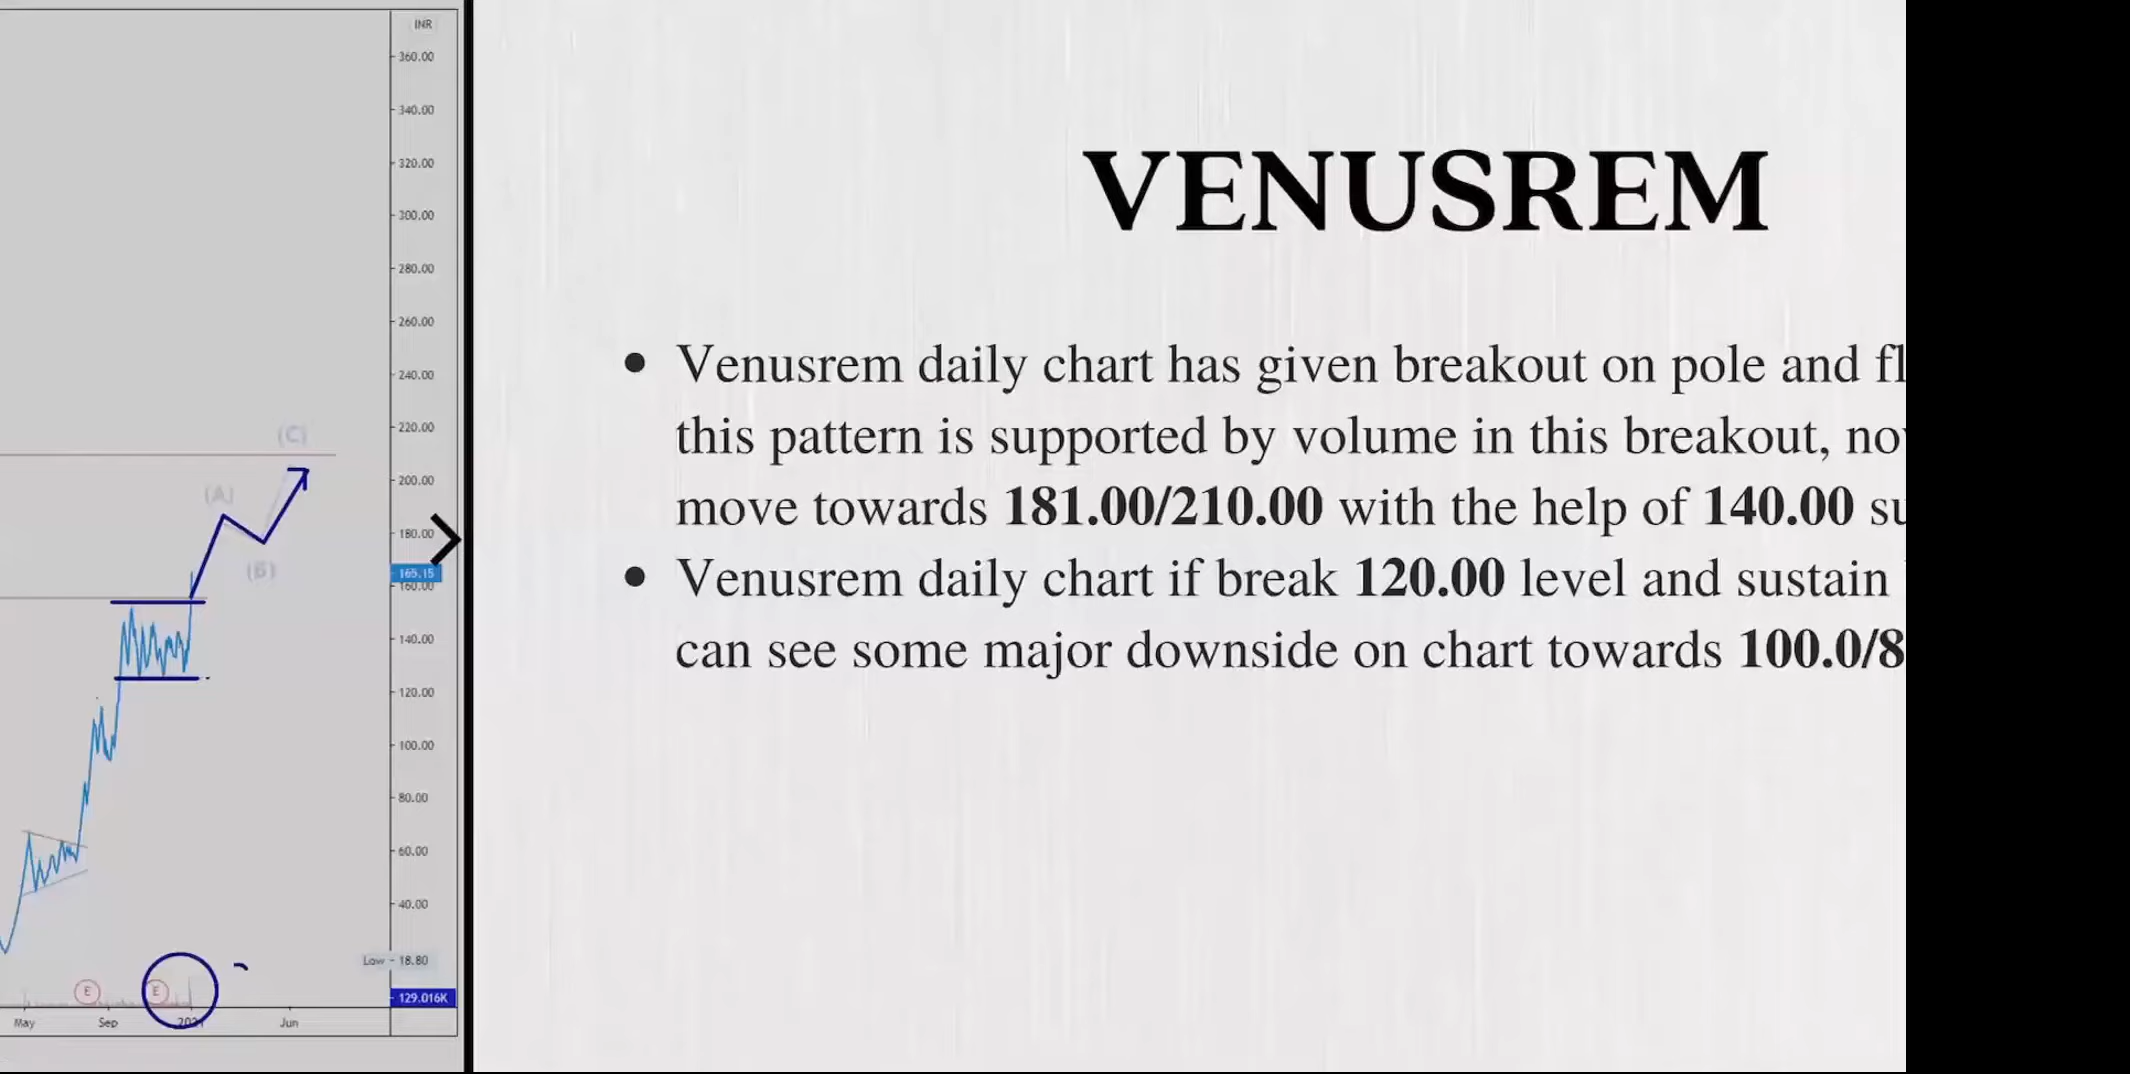 INR
360.00
340.00
320.00
300.00
280.00
260.00
240.00
220.00
(C)
200.00
(A)
180.00
(B)
165.15
160.00
140.00
120.00
100.00
80.00
60.00
40.00
Low - 18.80
E E
129.016K
May Sep 2021 Jun
VENUSREM
• Venusrem daily chart has given breakout on pole and fl
this pattern is supported by volume in this breakout, no
move towards 181.00/210.00 with the help of 140.00 su
• Venusrem daily chart if break 120.00 level and sustain
can see some major downside on chart towards 100.0/8